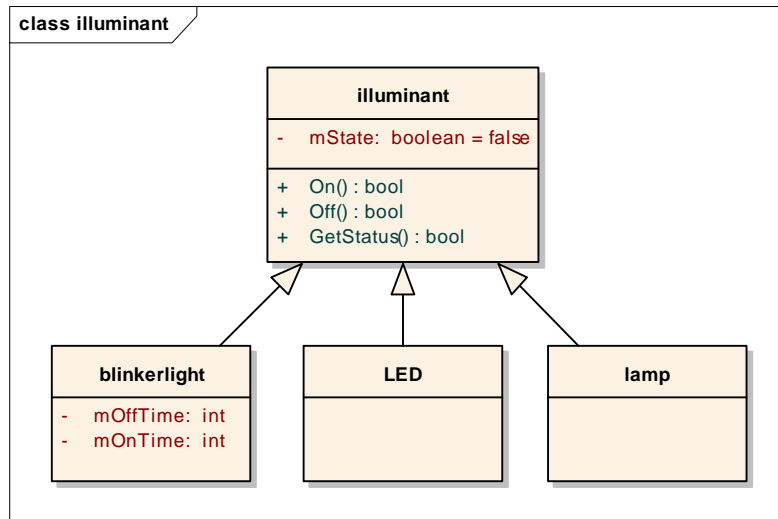 class illuminant
illuminant
- mState: boolean = false
+ On() : bool
+ Off() : bool
+ GetStatus() : bool
blinkerlight
- mOffTime: int
- mOnTime: int
LED
lamp